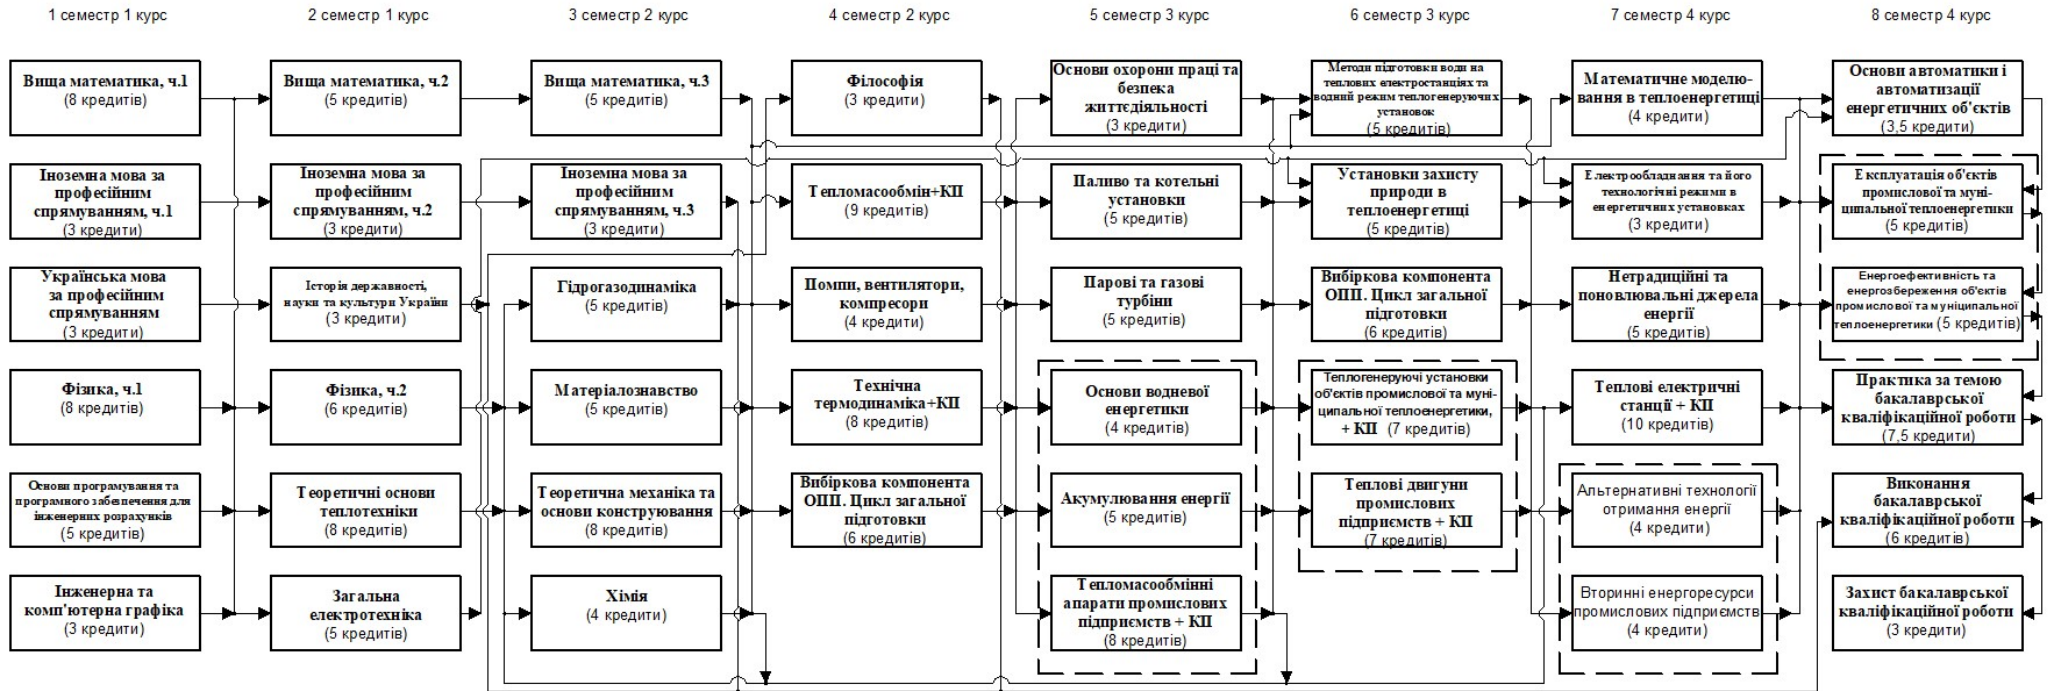 1 семестр 1 курс
2 семестр 1 курс
3 семестр 2 курс
4 семестр 2 курс
5 семестр 3 курс
6 семестр 3 курс
7 семестр 4 курс
8 семестр 4 курс
Вища математика, ч.1
(8 кредитів)
Вища математика, ч.2
(5 кредитів)
Вища математика, ч.3
(5 кредитів)
Філософія
(3 кредити)
Основи охорони праці та
безпека
життєдіяльності
(3 кредити)
Методи підготовки води на
теплових електростанціях та
водний режим теплогенеруючих
установок
(5 кредитів)
Математичне моделю-
вання в теплоенергетиці
(4 кредити)
Основи автоматики і
автоматизації
енергетичних об'єктів
(3,5 кредити)
Іноземна мова за
професійним
спрямуванням, ч.1
(3 кредити)
Іноземна мова за
професійним
спрямуванням, ч.2
(3 кредити)
Іноземна мова за
професійним
спрямуванням, ч.3
(3 кредити)
Тепломасообмін+КП
(9 кредитів)
Паливо та котельні
установки
(5 кредитів)
Установки захисту
природи в
теплоенергетиці
(5 кредитів)
Електрообладнання та його
технологічні режими в
енергетичних установках
(3 кредити)
Експлуатація об'єктів
промислової та муні-
ципальної теплоенергетики
(5 кредитів)
Українська мова
за професійним
спрямуванням
(3 кредити)
Історія державності,
науки та культури України
(3 кредити)
Гідрогазодинаміка
(5 кредитів)
Помпи, вентилятори,
компресори
(4 кредити)
Парові та газові
турбіни
(5 кредитів)
Вибіркова компонента
ОПП. Цикл загальної
підготовки
(6 кредитів)
Нетрадиційні та
поновлювальні джерела
енергії
(5 кредитів)
Енергоефективність та
енергозбереження об'єктів
промислової та муніципальної
теплоенергетики (5 кредитів)
Фізика, ч.1
(8 кредитів)
Фізика, ч.2
(6 кредитів)
Матеріалознавство
(5 кредитів)
Технічна
термодинаміка+КП
(8 кредитів)
Основи водневої
енергетики
(4 кредитів)
Теплогенеруючі установки
об'єктів промислової та муні-
ципальної теплоенергетики,
+ КП (7 кредитів)
Теплові електричні
станції + КП
(10 кредитів)
Практика за темою
бакалаврської
кваліфікаційної роботи
(7,5 кредити)
Основи програмування та
програмного забезпечення для
інженерних розрахунків
(5 кредитів)
Теоретичні основи
теплотехніки
(8 кредитів)
Теоретична механіка та
основи конструювання
(8 кредитів)
Вибіркова компонента
ОПП. Цикл загальної
підготовки
(6 кредитів)
Акумулювання енергії
(5 кредитів)
Теплові двигуни
промислових
підприємств + КП
(7 кредитів)
Альтернативні технології
отримання енергії
(4 кредити)
Виконання
бакалаврської
кваліфікаційної роботи
(6 кредитів)
Інженерна та
комп'ютерна графіка
(3 кредити)
Загальна
електротехніка
(5 кредитів)
Хімія
(4 кредити)
Тепломасообмінні
апарати промислових
підприємств + КП
(8 кредитів)
Вторинні енергоресурси
промислових підприємств
(4 кредити)
Захист бакалаврської
кваліфікаційної роботи
(3 кредити)